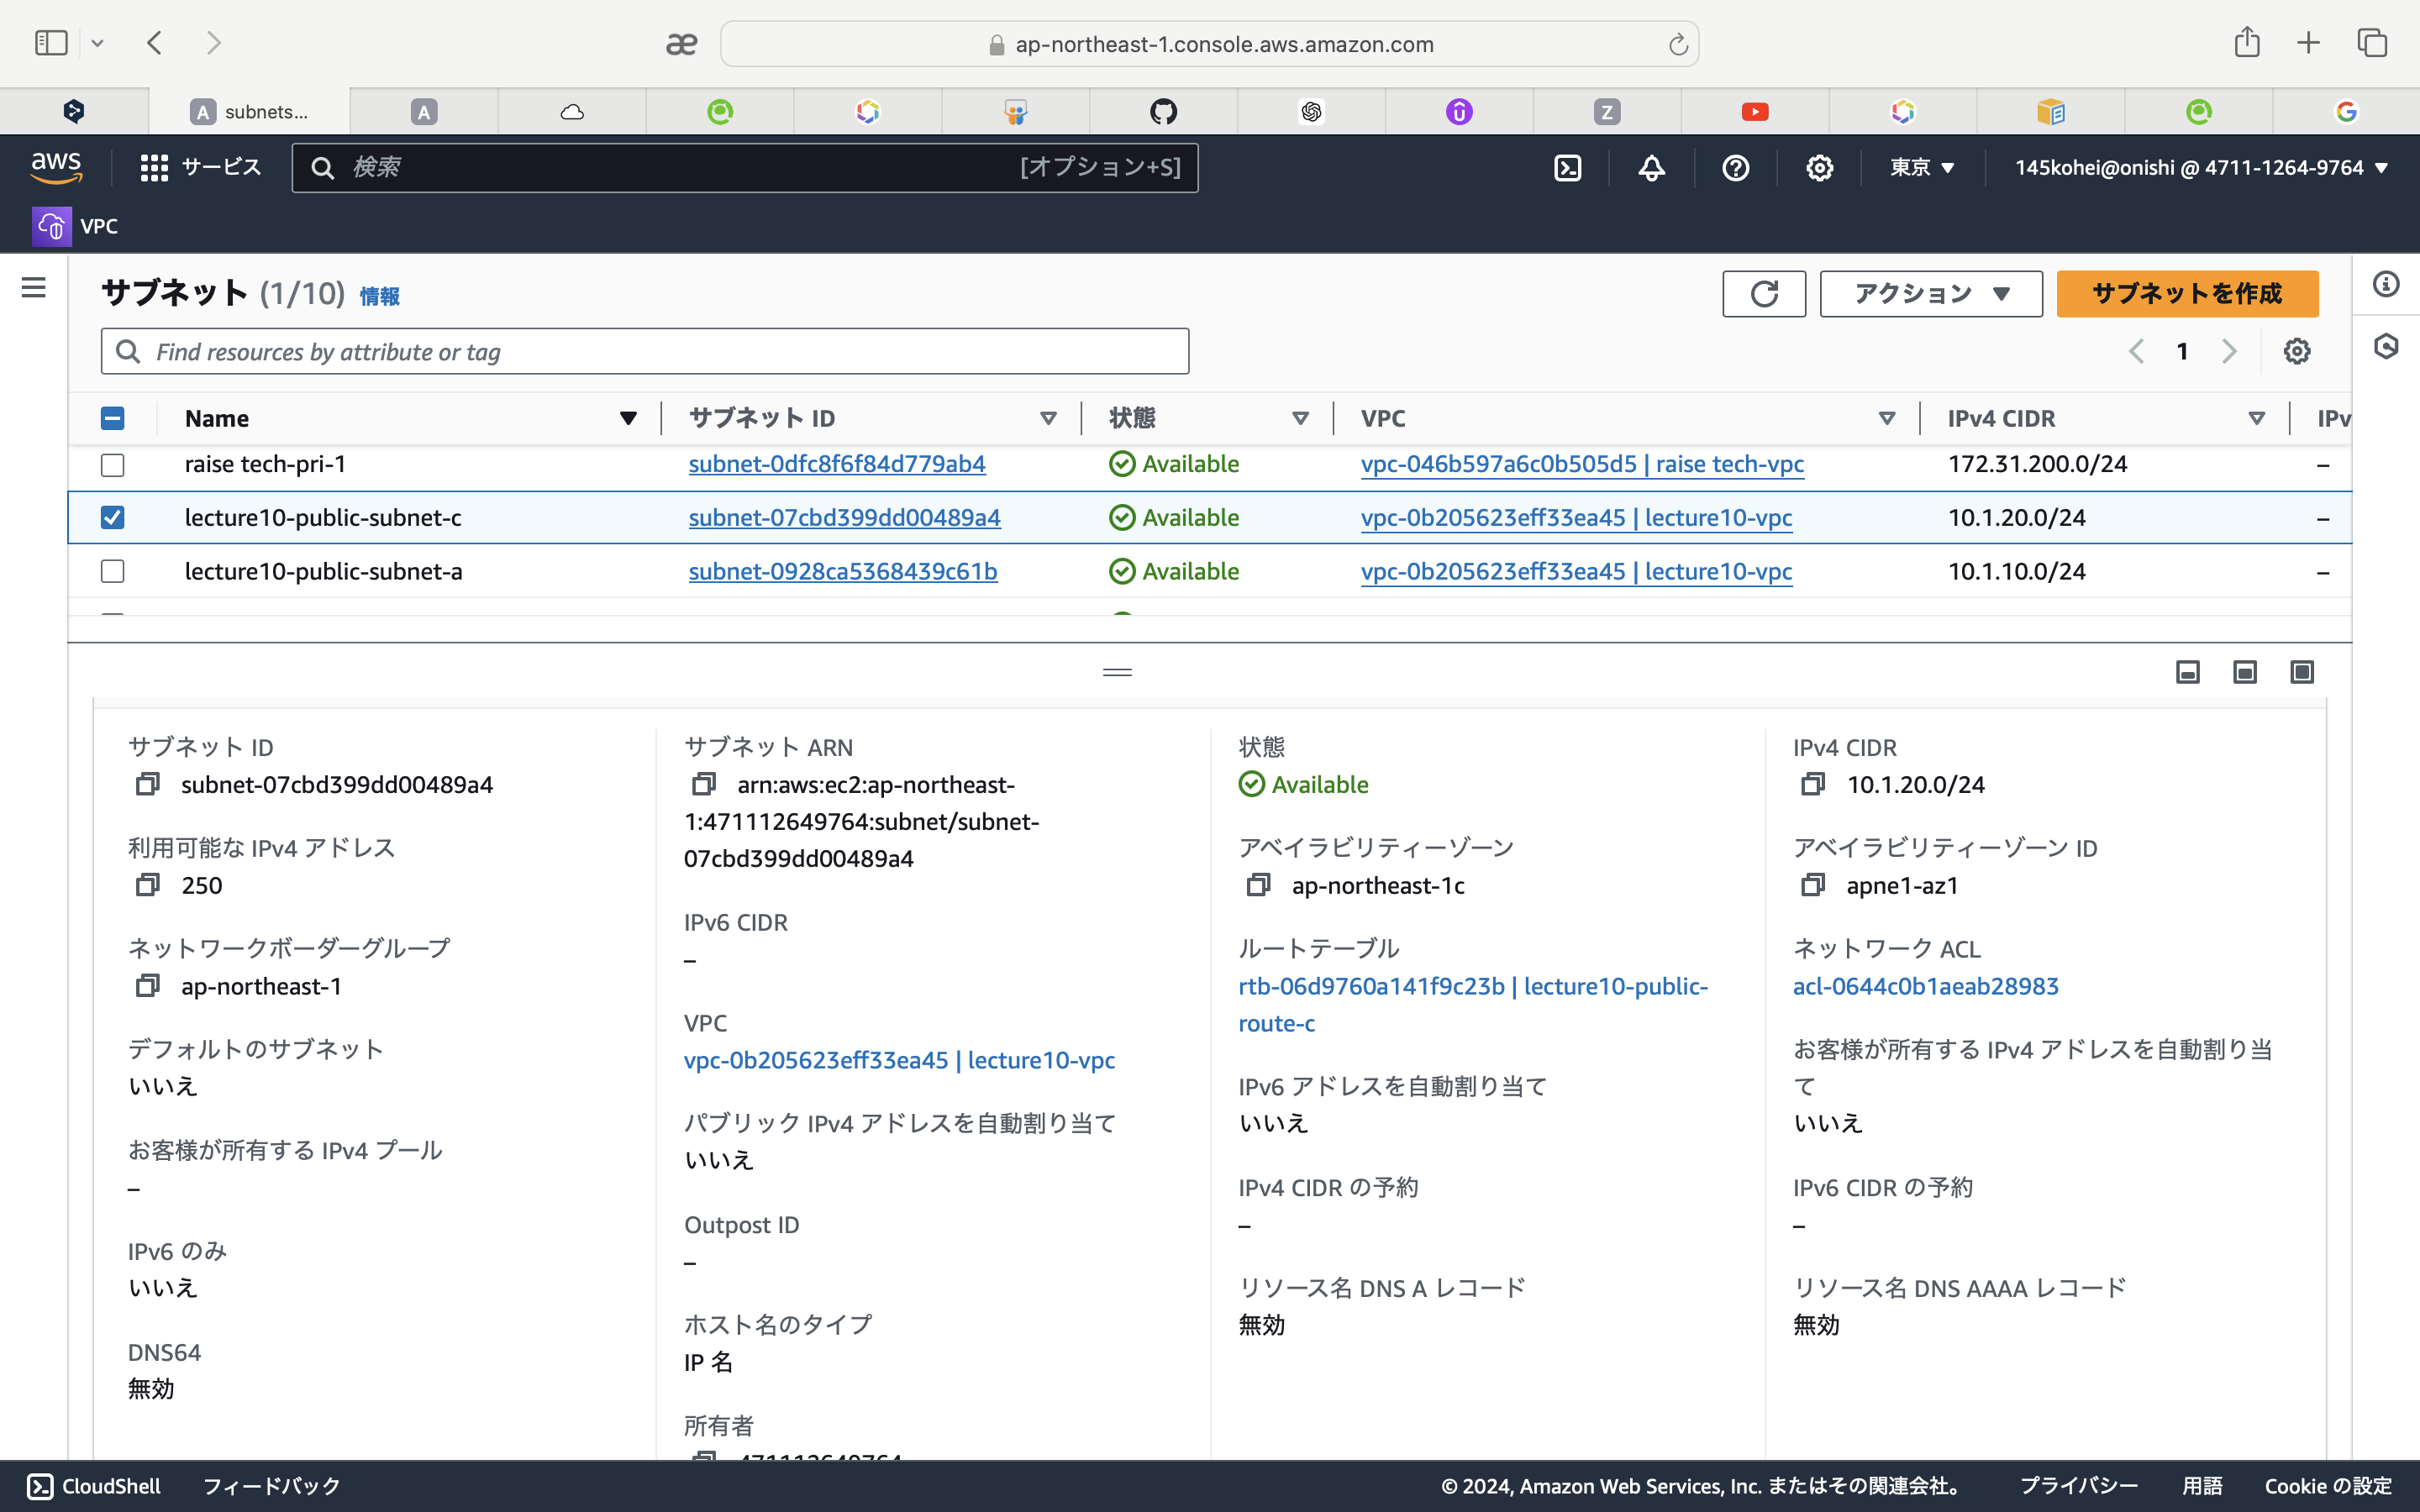 ap-northeast-1.console.aws.amazon.com
A subnets...
A
Z
aws サービス 検索 [オプション+S] 東京 145kohei@onishi @ 4711-1264-9764
VPC
サブネット (1/10) 情報 アクション サブネットを作成
Find resources by attribute or tag 1
Name サブネット ID 状態 VPC IPv4 CIDR IPv
raise tech-pri-1 subnet-0dfc8f6f84d779ab4 Available vpc-046b597a6c0b505d5 | raise tech-vpc 172.31.200.0/24 –
lecture10-public-subnet-c subnet-07cbd399dd00489a4 Available vpc-0b205623eff33ea45 | lecture10-vpc 10.1.20.0/24 –
lecture10-public-subnet-a subnet-0928ca5368439c61b Available vpc-0b205623eff33ea45 | lecture10-vpc 10.1.10.0/24 –
サブネット ID
subnet-07cbd399dd00489a4
利用可能な IPv4 アドレス
250
ネットワークボーダーグループ
ap-northeast-1
デフォルトのサブネット
いいえ
お客様が所有する IPv4 プール
–
IPv6 のみ
いいえ
DNS64
無効
サブネット ARN
arn:aws:ec2:ap-northeast-
1:471112649764:subnet/subnet-
07cbd399dd00489a4
IPv6 CIDR
–
VPC
vpc-0b205623eff33ea45 | lecture10-vpc
パブリック IPv4 アドレスを自動割り当て
いいえ
Outpost ID
–
ホスト名のタイプ
IP 名
所有者
471112649764
状態
Available
アベイラビリティーゾーン
ap-northeast-1c
ルートテーブル
rtb-06d9760a141f9c23b | lecture10-public-
route-c
IPv6 アドレスを自動割り当て
いいえ
IPv4 CIDR の予約
–
リソース名 DNS A レコード
無効
IPv4 CIDR
10.1.20.0/24
アベイラビリティーゾーン ID
apne1-az1
ネットワーク ACL
acl-0644c0b1aeab28983
お客様が所有する IPv4 アドレスを自動割り当
て
いいえ
IPv6 CIDR の予約
–
リソース名 DNS AAAA レコード
無効
CloudShell フィードバック © 2024, Amazon Web Services, Inc. またはその関連会社。 プライバシー 用語 Cookie の設定